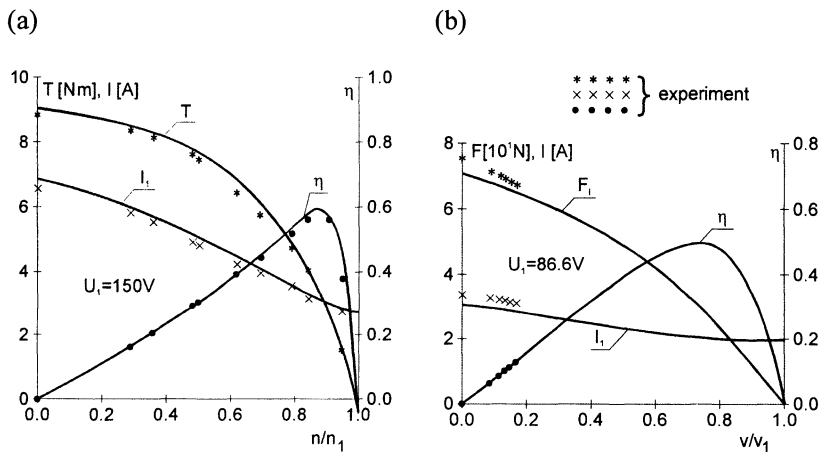 (a)
(b)
T [Nm], I [A]
η
10
8
6
4
2
0
1.0
0.8
0.6
0.4
0.2
0.0
T
I₁
η
U₁=150V
0.0 0.2 0.4 0.6 0.8 1.0
n/n₁
experiment
F[10¹N], I [A]
η
8
6
4
2
0
0.8
0.6
0.4
0.2
0.0
Fᵢ
η
U₁=86.6V
I₁
0.0 0.2 0.4 0.6 0.8 1.0
v/v₁